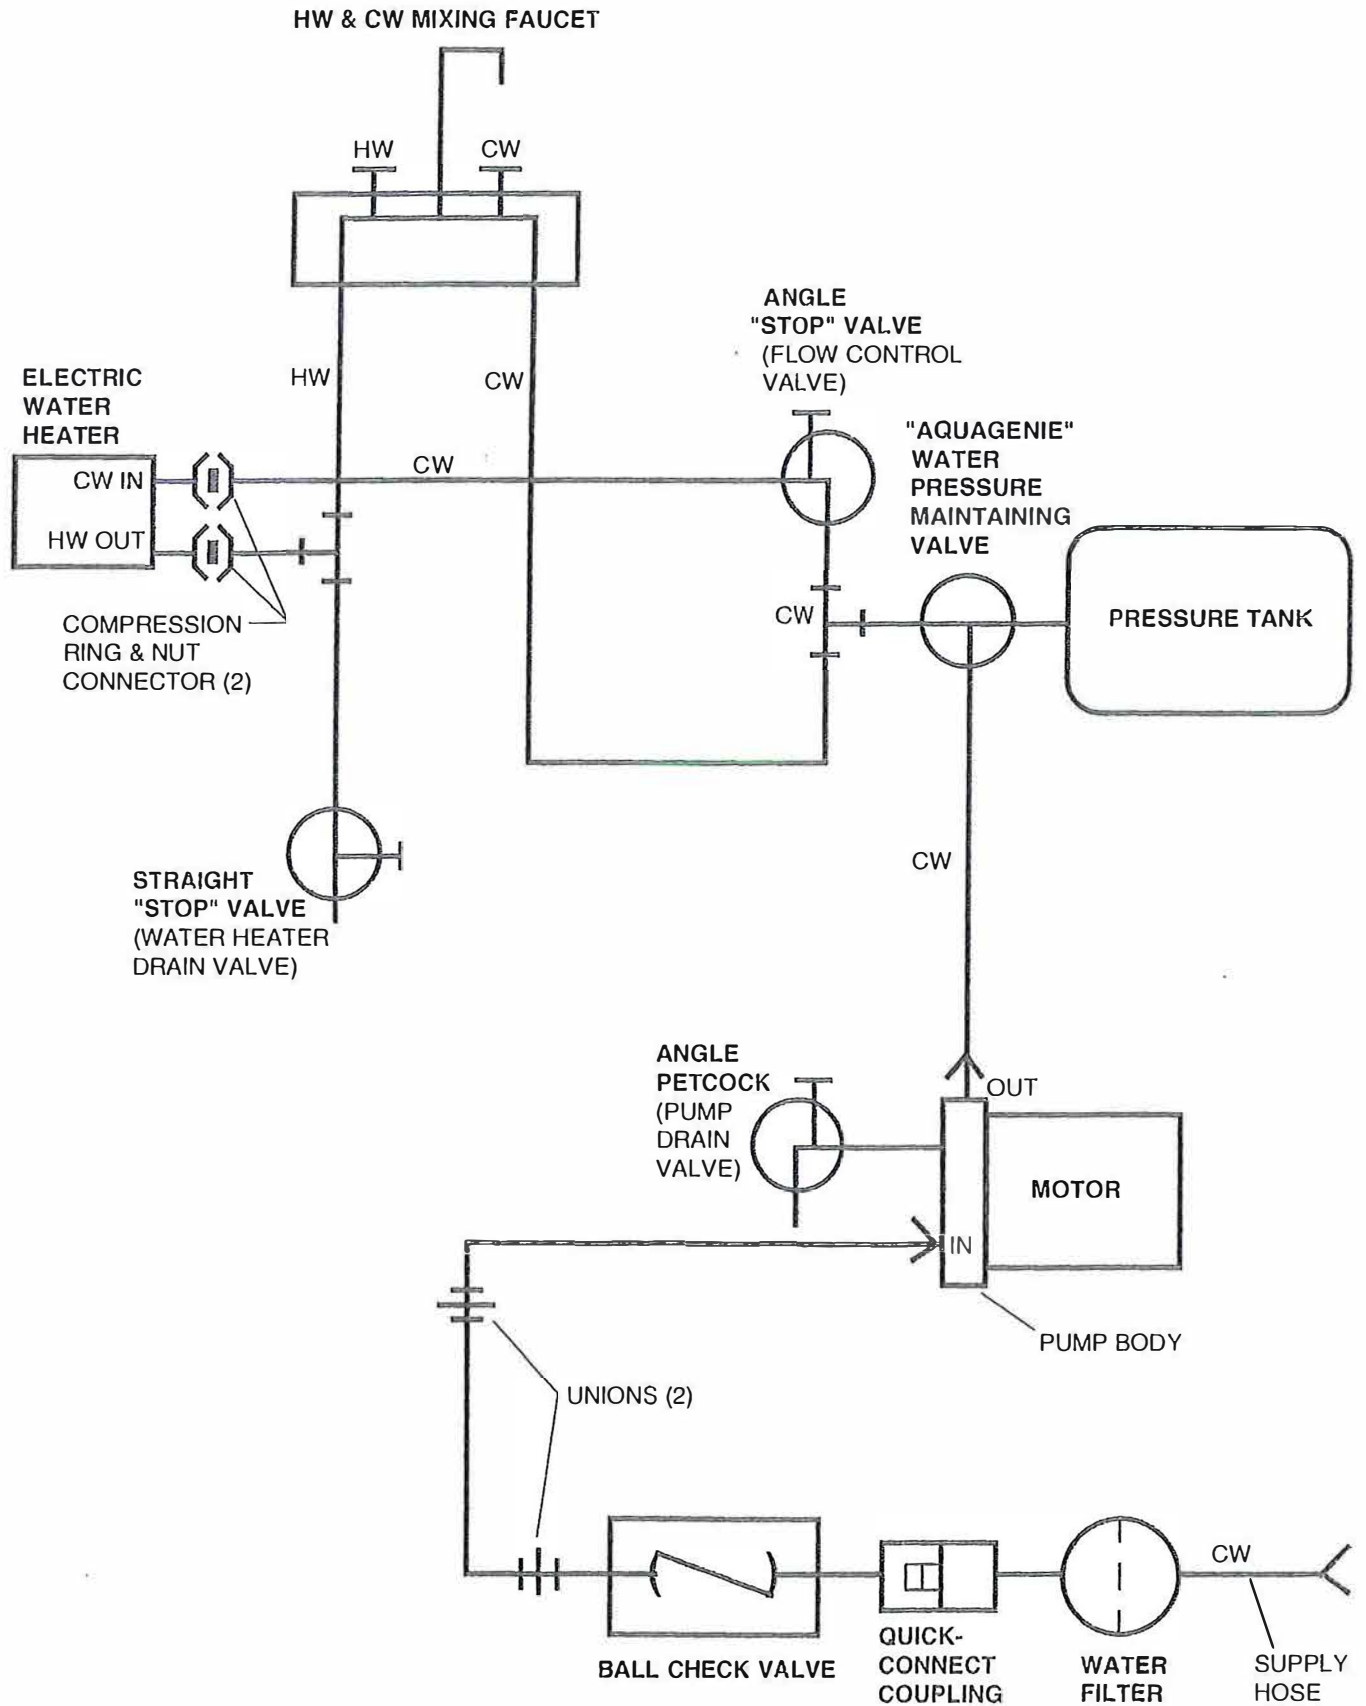 HW & CW MIXING FAUCET
HW
CW
ANGLE
"STOP" VALVE
(FLOW CONTROL
VALVE)
HW
CW
ELECTRIC
WATER
HEATER
"AQUAGENIE"
WATER
PRESSURE
MAINTAINING
VALVE
CW IN
CW
HW OUT
PRESSURE TANK
CW
COMPRESSION
RING & NUT
CONNECTOR (2)
CW
STRAIGHT
"STOP" VALVE
(WATER HEATER
DRAIN VALVE)
ANGLE
PETCOCK
(PUMP
DRAIN
VALVE)
OUT
MOTOR
IN
PUMP BODY
UNIONS (2)
CW
BALL CHECK VALVE
QUICK-
CONNECT
COUPLING
WATER
FILTER
SUPPLY
HOSE